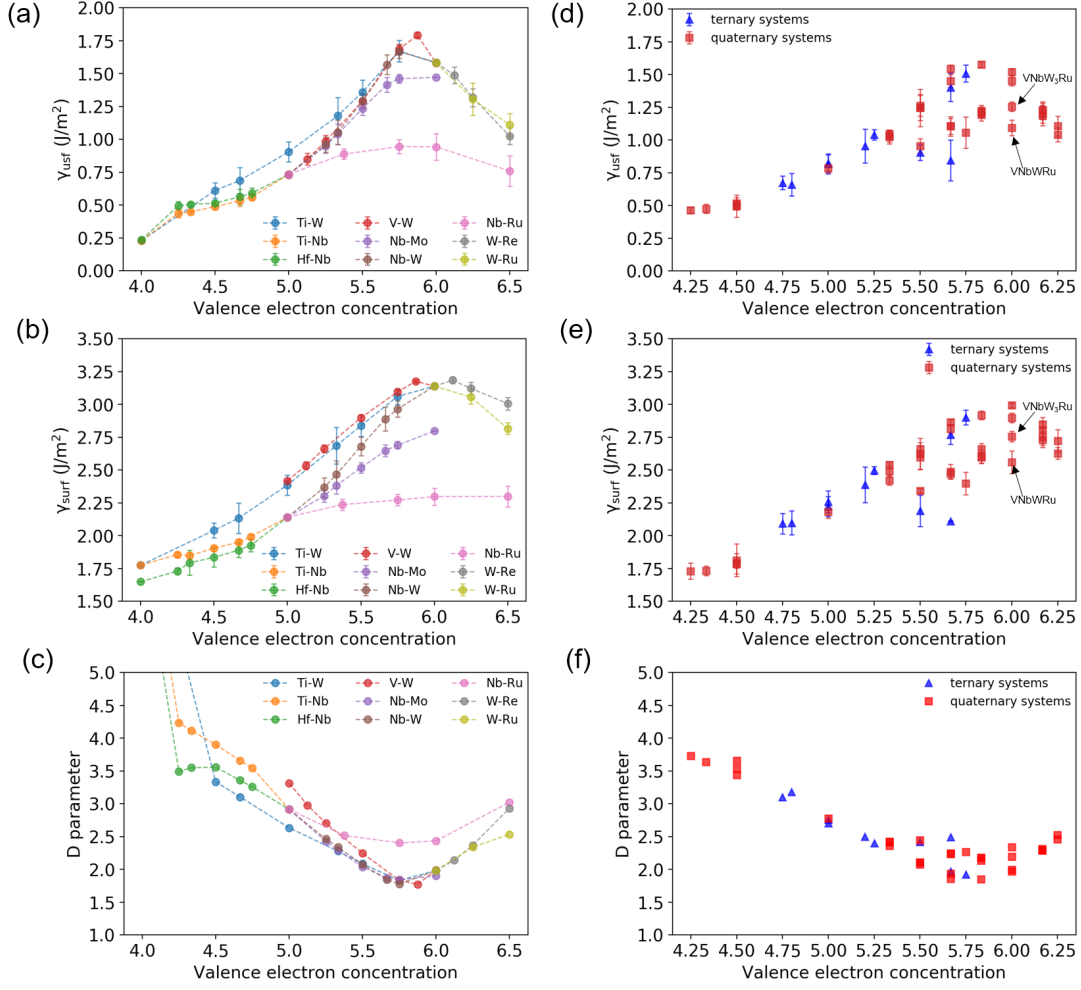 (a)
γusf (J/m²)
2.00
1.75
1.50
1.25
1.00
0.75
0.50
0.25
0.00
Ti-W
Ti-Nb
Hf-Nb
V-W
Nb-Mo
Nb-W
Nb-Ru
W-Re
W-Ru
4.0 4.5 5.0 5.5 6.0 6.5
Valence electron concentration
(d)
γusf (J/m²)
2.00
1.75
1.50
1.25
1.00
0.75
0.50
0.25
0.00
ternary systems
quaternary systems
VNbW₃Ru
VNbWRu
4.25 4.50 4.75 5.00 5.25 5.50 5.75 6.00 6.25
Valence electron concentration
(b)
γsurf (J/m²)
3.50
3.25
3.00
2.75
2.50
2.25
2.00
1.75
1.50
Ti-W
Ti-Nb
Hf-Nb
V-W
Nb-Mo
Nb-W
Nb-Ru
W-Re
W-Ru
4.0 4.5 5.0 5.5 6.0 6.5
Valence electron concentration
(e)
γsurf (J/m²)
3.50
3.25
3.00
2.75
2.50
2.25
2.00
1.75
1.50
ternary systems
quaternary systems
VNbW₃Ru
VNbWRu
4.25 4.50 4.75 5.00 5.25 5.50 5.75 6.00 6.25
Valence electron concentration
(c)
D parameter
5.0
4.5
4.0
3.5
3.0
2.5
2.0
1.5
1.0
Ti-W
Ti-Nb
Hf-Nb
V-W
Nb-Mo
Nb-W
Nb-Ru
W-Re
W-Ru
4.0 4.5 5.0 5.5 6.0 6.5
Valence electron concentration
(f)
D parameter
5.0
4.5
4.0
3.5
3.0
2.5
2.0
1.5
1.0
ternary systems
quaternary systems
4.25 4.50 4.75 5.00 5.25 5.50 5.75 6.00 6.25
Valence electron concentration